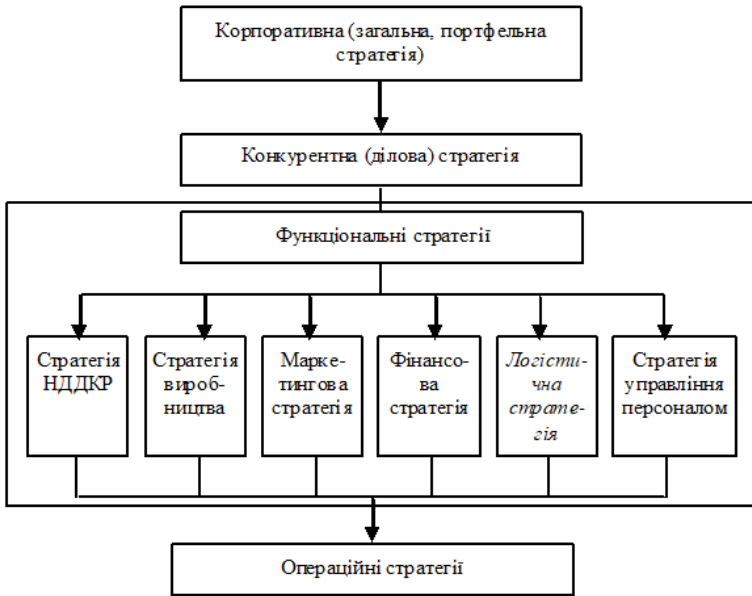 Корпоративна (загальна, портфельна
стратегія)
Конкурентна (ділова) стратегія
Функціональні стратегії
Стратегія
НДДКР
Стратегія
вироб-
ництва
Марке-
тингова
стратегія
Фінансо-
ва
стратегія
Логісти-
чна
страте-
гія
Стратегія
управління
персоналом
Операційні стратегії